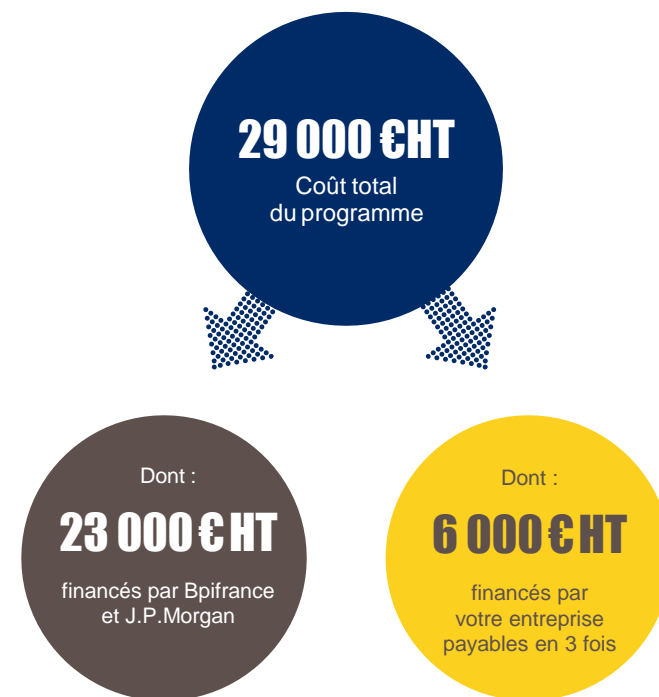 29 000 €HT
Coût total
du programme
Dont :
23 000 € HT
financés par Bpifrance
et J.P.Morgan
Dont :
6 000 € HT
financés par
votre entreprise
payables en 3 fois